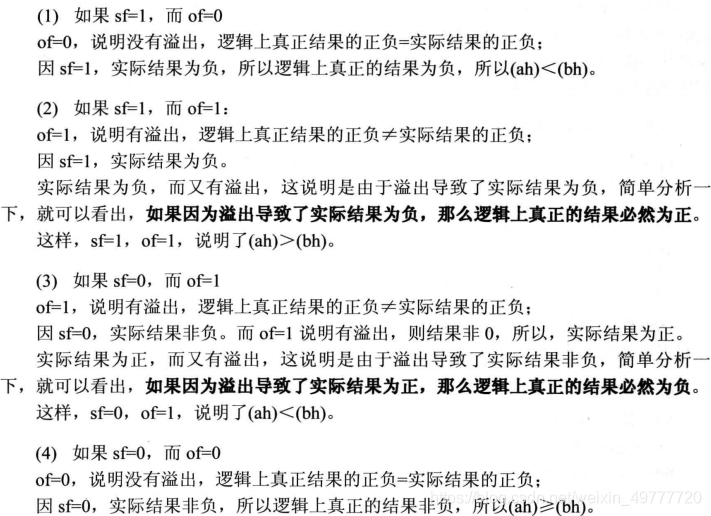 (1) 如果 sf=1，而 of=0
of=0，说明没有溢出，逻辑上真正结果的正负=实际结果的正负；
因 sf=1，实际结果为负，所以逻辑上真正的结果为负，所以(ah)＜(bh)。
(2) 如果 sf=1，而 of=1：
of=1，说明有溢出，逻辑上真正结果的正负≠实际结果的正负；
因 sf=1，实际结果为负。
实际结果为负，而又有溢出，这说明是由于溢出导致了实际结果为负，简单分析一
下，就可以看出，如果因为溢出导致了实际结果为负，那么逻辑上真正的结果必然为正。
这样，sf=1，of=1，说明了(ah)＞(bh)。
(3) 如果 sf=0，而 of=1
of=1，说明有溢出，逻辑上真正结果的正负≠实际结果的正负；
因 sf=0，实际结果非负。而 of=1 说明有溢出，则结果非 0，所以，实际结果为正。
实际结果为正，而又有溢出，这说明是由于溢出导致了实际结果非负，简单分析一
下，就可以看出，如果因为溢出导致了实际结果为正，那么逻辑上真正的结果必然为负。
这样，sf=0，of=1，说明了(ah)＜(bh)。
(4) 如果 sf=0，而 of=0
of=0，说明没有溢出，逻辑上真正结果的正负=实际结果的正负；
因 sf=0，实际结果非负，所以逻辑上真正的结果非负，所以(ah)≥(bh)。
https://blog.csdn.net/weixin_49777720